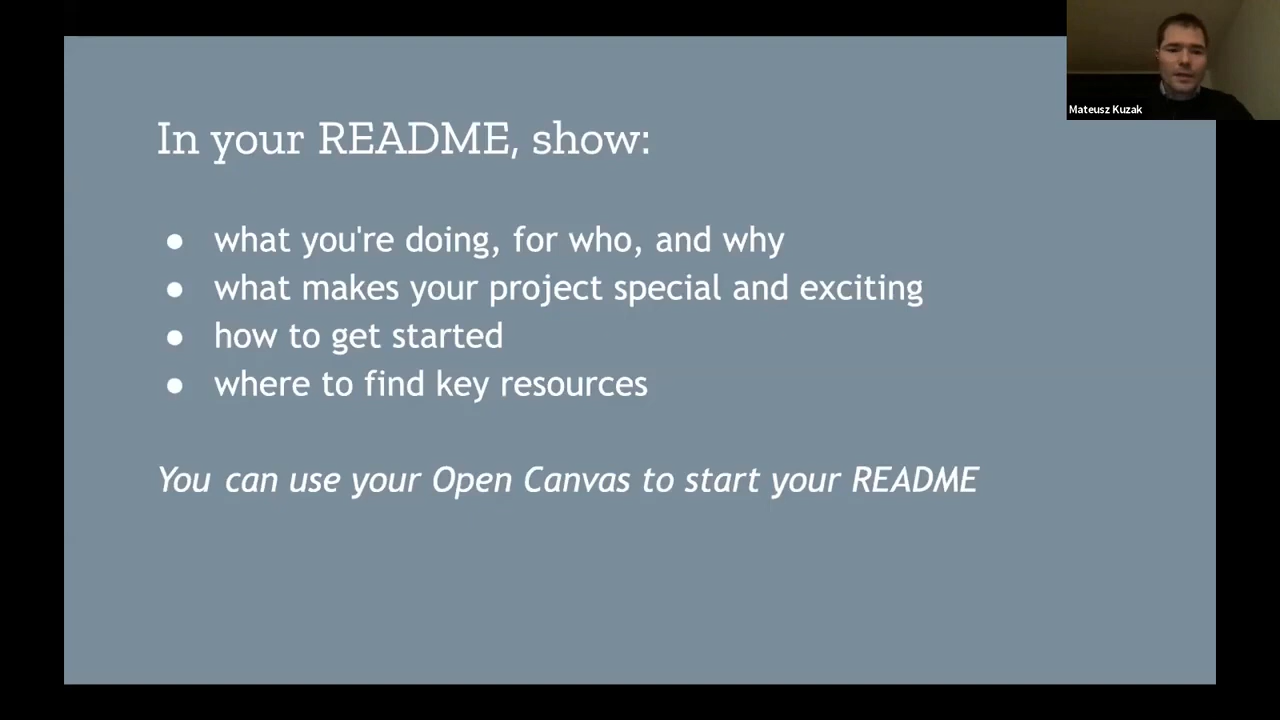 Mateusz Kuzak
In your README, show:
● what you're doing, for who, and why
● what makes your project special and exciting
● how to get started
● where to find key resources
You can use your Open Canvas to start your README